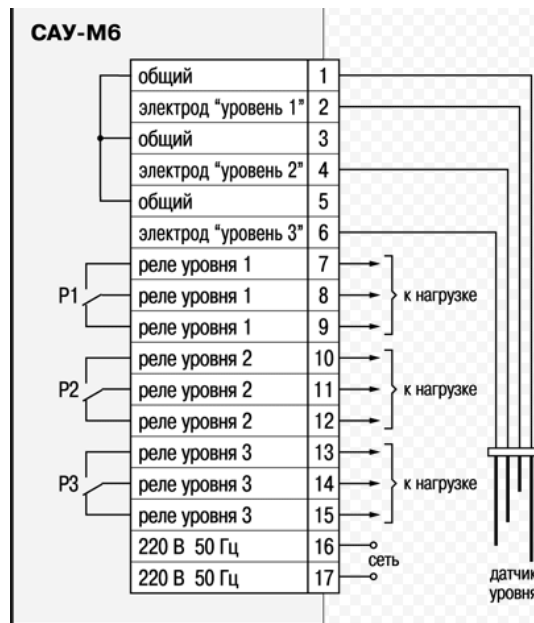 САУ-М6
общий 1
электрод "уровень 1" 2
общий 3
электрод "уровень 2" 4
общий 5
электрод "уровень 3" 6
реле уровня 1 7
P1 реле уровня 1 8 к нагрузке
реле уровня 1 9
реле уровня 2 10
P2 реле уровня 2 11 к нагрузке
реле уровня 2 12
реле уровня 3 13
P3 реле уровня 3 14 к нагрузке
реле уровня 3 15
220 В 50 Гц 16
сеть
220 В 50 Гц 17
датчик
уровня